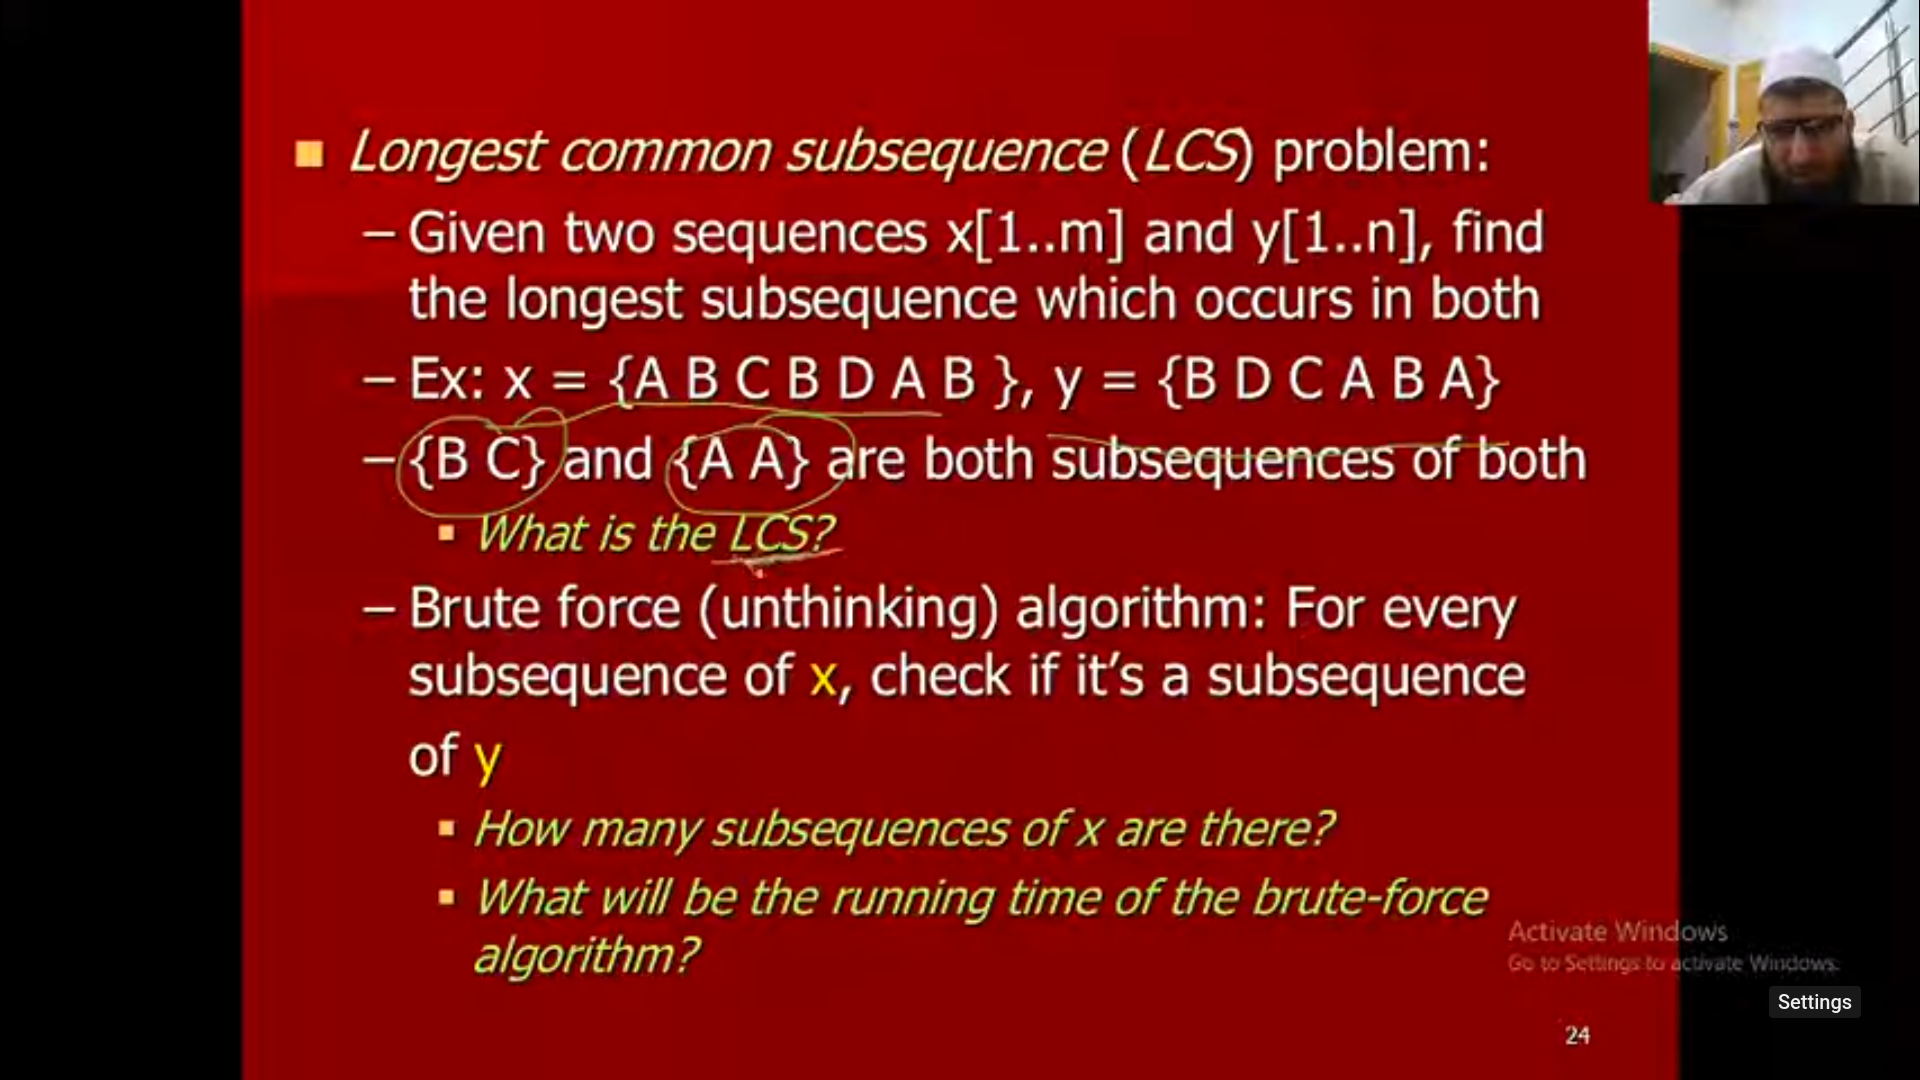 Longest common subsequence (LCS) problem:
– Given two sequences x[1..m] and y[1..n], find
the longest subsequence which occurs in both
– Ex: x = {A B C B D A B }, y = {B D C A B A}
– {B C} and {A A} are both subsequences of both
What is the LCS?
– Brute force (unthinking) algorithm: For every
subsequence of x, check if it’s a subsequence
of y
How many subsequences of x are there?
What will be the running time of the brute-force
algorithm?
Activate Windows
Go to Settings to activate Windows.
Settings
24